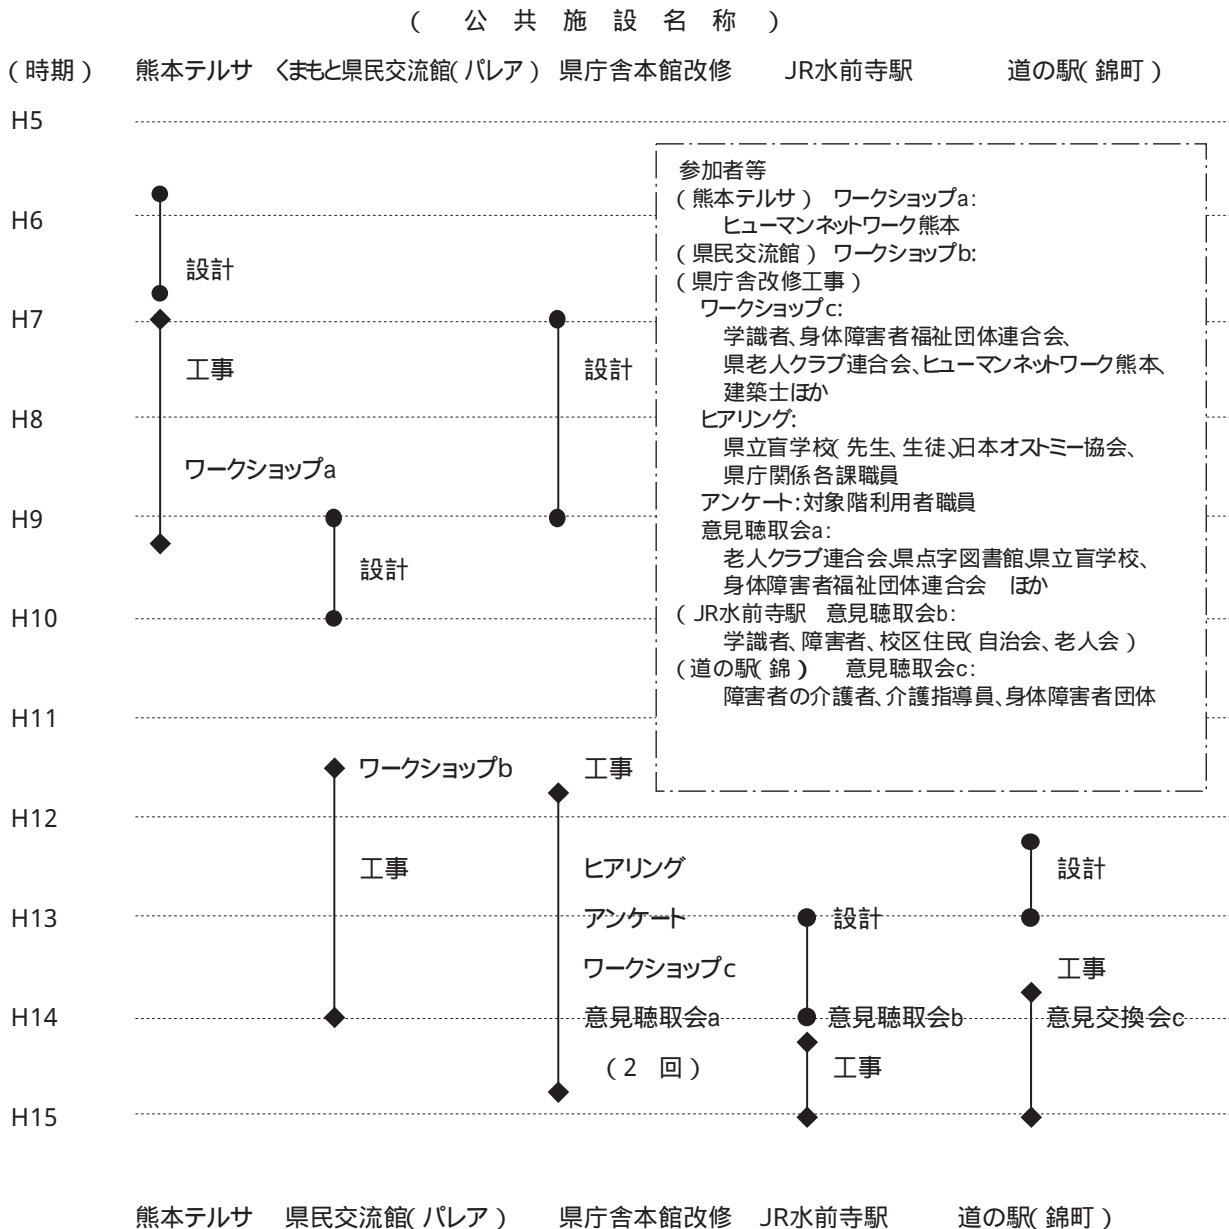 ( 公 共 施 設 名 称 )
(時期) 熊本テルサ くまもと県民交流館(パレア) 県庁舎本館改修 JR水前寺駅 道の駅(錦町)
H5
参加者等
(熊本テルサ) ワークショップa:
ヒューマンネットワーク熊本
(県民交流館) ワークショップb:
(県庁舎改修工事)
ワークショップc:
学識者、身体障害者福祉団体連合会、
県老人クラブ連合会、ヒューマンネットワーク熊本、
建築士ほか
ヒアリング:
県立盲学校(先生、生徒、)日本オストミー協会、
県庁関係各課職員
アンケート:対象階利用者職員
意見聴取会a:
老人クラブ連合会、県点字図書館、県立盲学校、
身体障害者福祉団体連合会 ほか
(JR水前寺駅 意見聴取会b:
学識者、障害者、校区住民(自治会、老人会)
(道の駅(錦) 意見聴取会c:
障害者の介護者、介護指導員、身体障害者団体
H6
設計
H7
工事 設計
H8
ワークショップa
H9
設計
H10
H11
ワークショップb 工事
H12
工事 ヒアリング 設計
H13 アンケート 設計
ワークショップc 工事
H14 意見聴取会a 意見聴取会b 意見交換会c
(2 回) 工事
H15
熊本テルサ 県民交流館(パレア) 県庁舎本館改修 JR水前寺駅 道の駅(錦町)